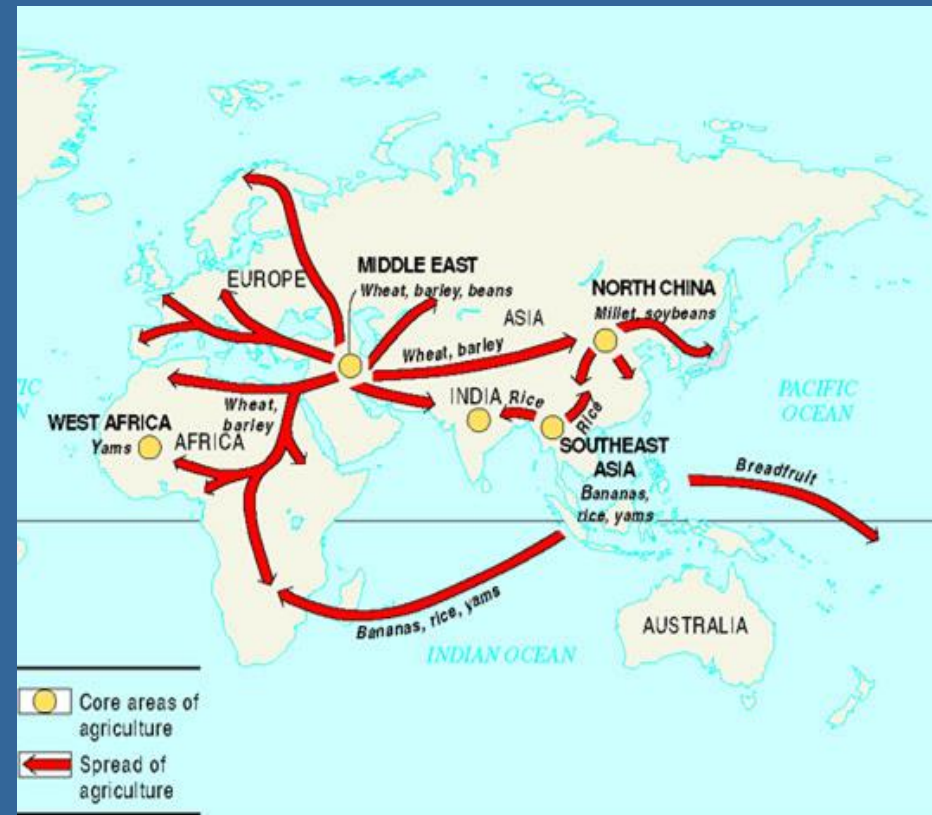 MIDDLE EAST
Wheat, barley, beans
EUROPE
NORTH CHINA
Millet, soybeans
ASIA
Wheat, barley
INDIA
Rice
Rice
PACIFIC
OCEAN
Wheat,
barley
WEST AFRICA
Yams
AFRICA
SOUTHEAST
ASIA
Bananas,
rice, yams
Breadfruit
Bananas, rice, yams
AUSTRALIA
INDIAN OCEAN
IC
N
Core areas of
agriculture
Spread of
agriculture